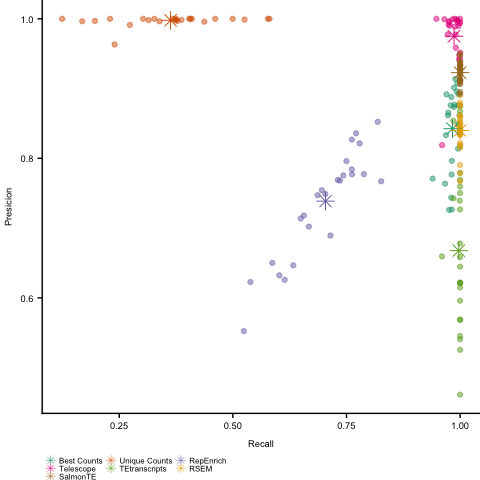 1.0
0.8
0.6
Presicion
0.25 0.50 0.75 1.00
Recall
Best Counts Unique Counts RepEnrich
Telescope TEtranscripts RSEM
SalmonTE